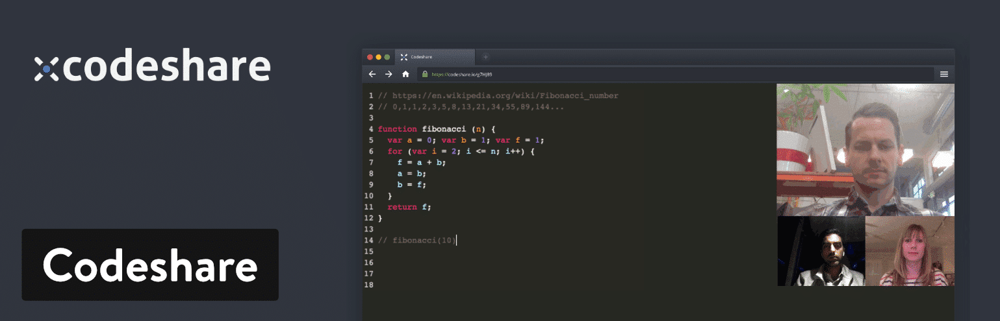 codeshare
Codeshare
Codeshare
https://codeshare.io/g7HJ89
1 // https://en.wikipedia.org/wiki/Fibonacci_number
2 // 0,1,1,2,3,5,8,13,21,34,55,89,144...
3
4 function fibonacci (n) {
5   var a = 0; var b = 1; var f = 1;
6   for (var i = 2; i <= n; i++) {
7     f = a + b;
8     a = b;
9     b = f;
10   }
11   return f;
12 }
13
14 // fibonacci(10)
15
16
17
18